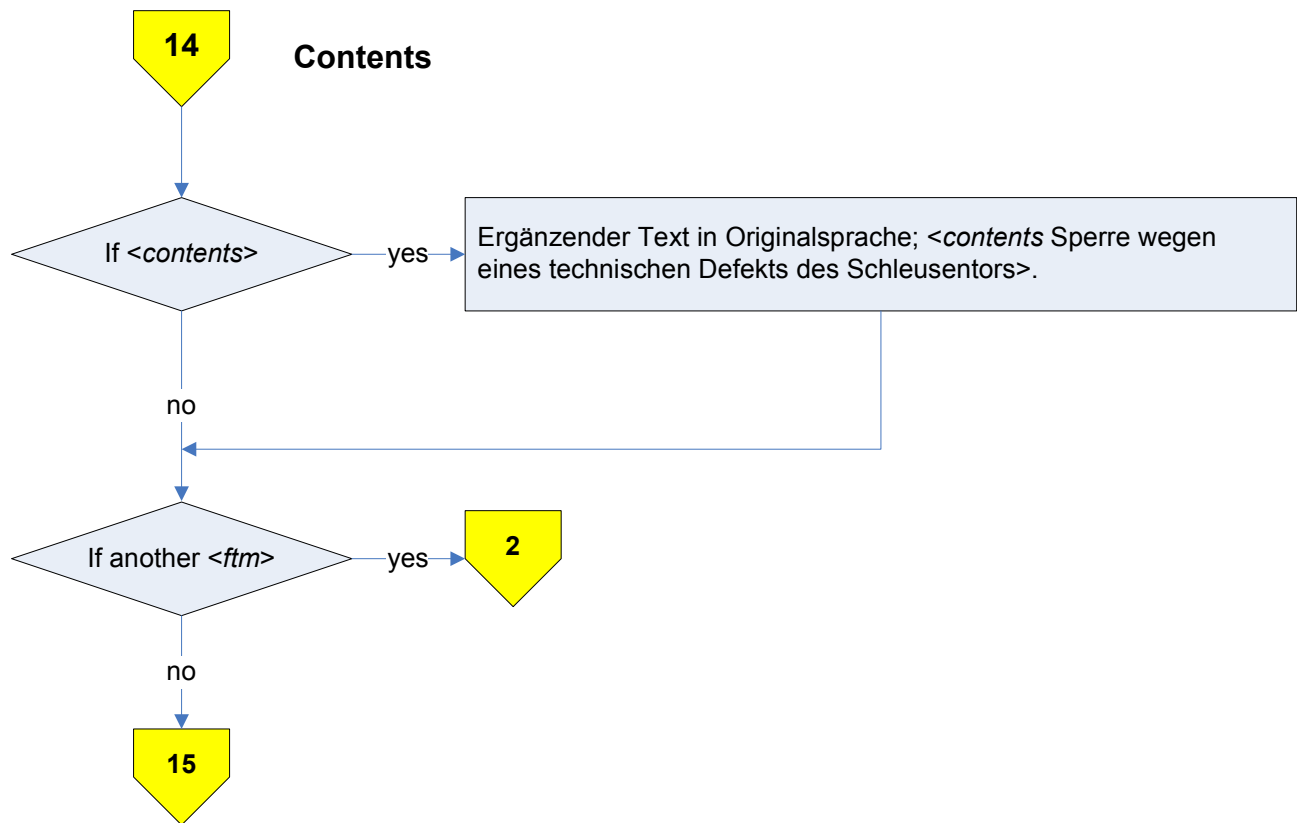 14
Contents
If <contents>
yes
Ergänzender Text in Originalsprache; <contents Sperre wegen
eines technischen Defekts des Schleusentors>.
no
If another <ftm>
yes
2
no
15